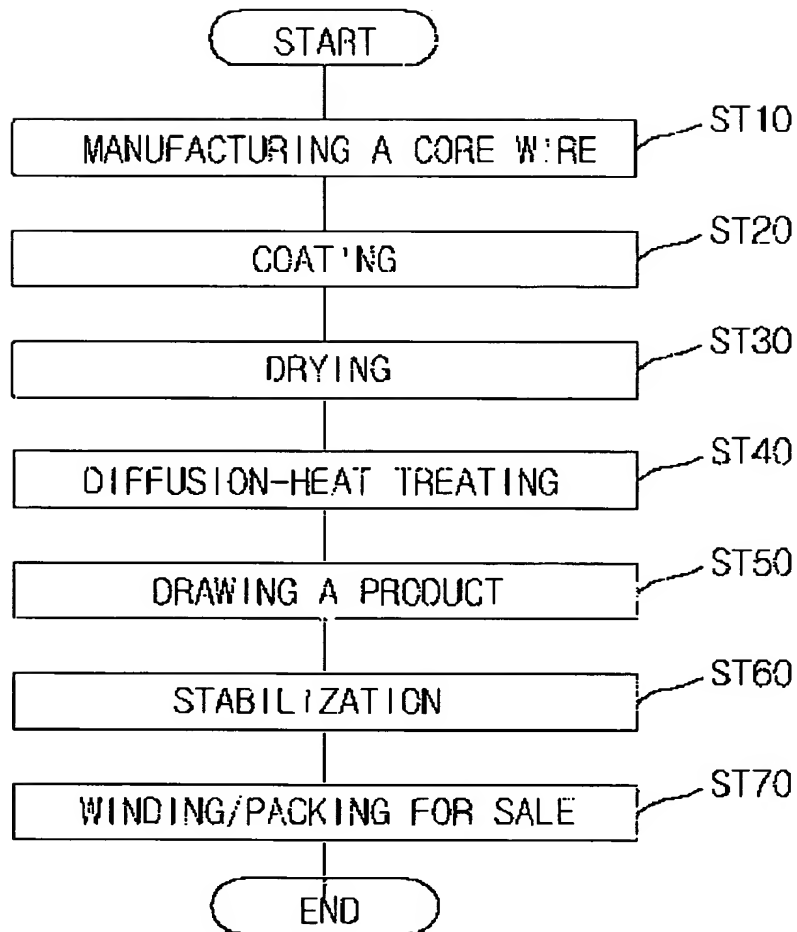 START
MANUFACTURING A CORE WIRE ST10
COATING ST20
DRYING ST30
DIFFUSION-HEAT TREATING ST40
DRAWING A PRODUCT ST50
STABILIZATION ST60
WINDING/PACKING FOR SALE ST70
END